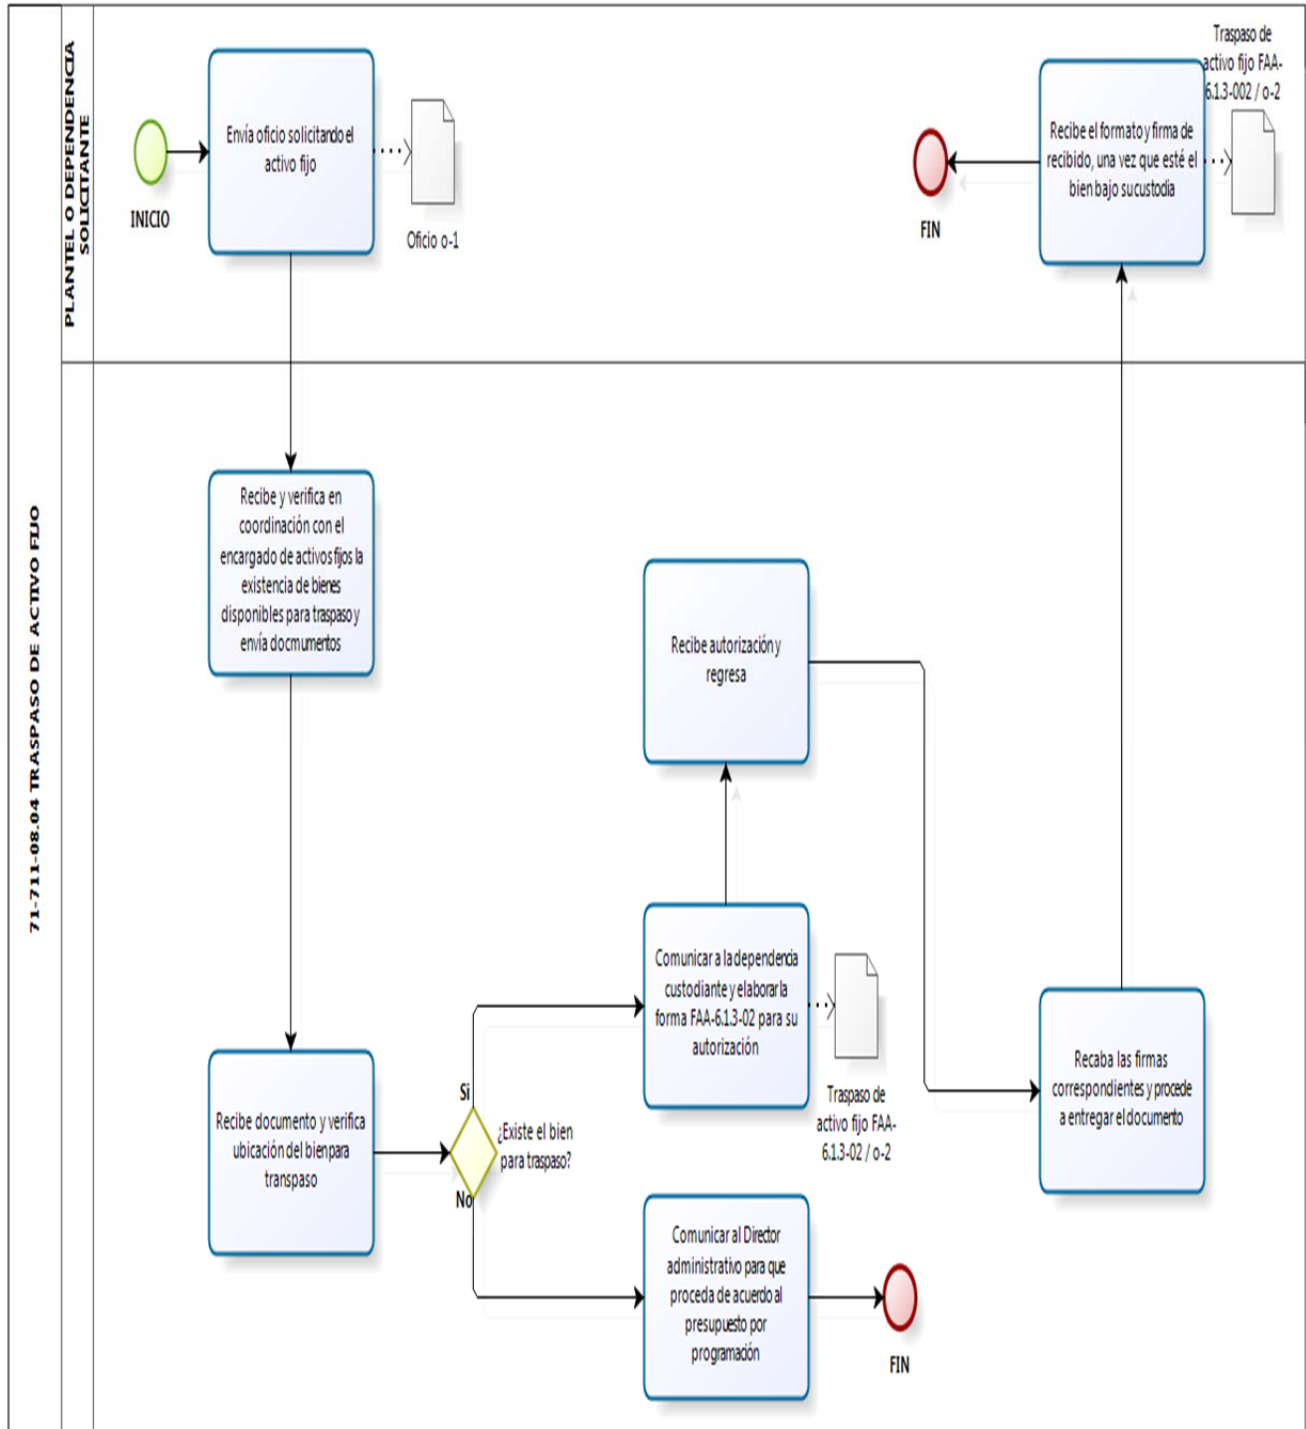 71-711-08.04 TRASPASO DE ACTIVO FIJO
PLANTEL O DEPENDENCIA
SOLICITANTE
INICIO
Envía oficio solicitando el
activo fijo
Oficio o-1
FIN
Recibe el formato y firma de
recibido, una vez que esté el
bien bajo su custodia
Traspaso de
activo fijo FAA-
6.1.3-002 / o-2
Recibe y verifica en
coordinación con el
encargado de activos fijos la
existencia de bienes
disponibles para traspaso y
envía docmumentos
Recibe autorización y
regresa
Comunicar a la dependencia
custodiante y elaborar la
forma FAA-6.1.3-02 para su
autorización
Traspaso de
activo fijo FAA-
6.1.3-02 / o-2
Recaba las firmas
correspondientes y procede
a entregar el documento
Recibe documento y verifica
ubicación del bien para
transpaso
Si
¿Existe el bien
para traspaso?
No
Comunicar al Director
administrativo para que
proceda de acuerdo al
presupuesto por
programación
FIN